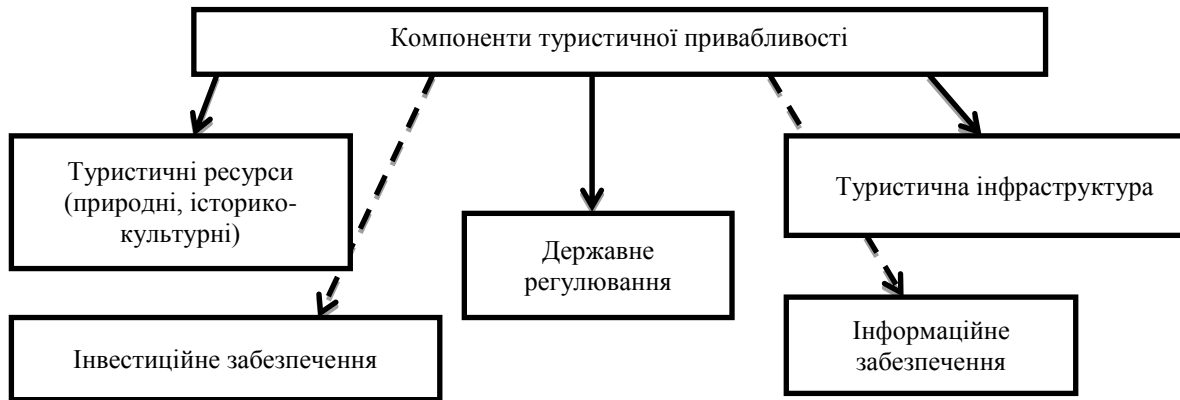 Компоненти туристичної привабливості
Туристичні ресурси
(природні, історико-
культурні)
Туристична інфраструктура
Державне
регулювання
Інвестиційне забезпечення
Інформаційне
забезпечення